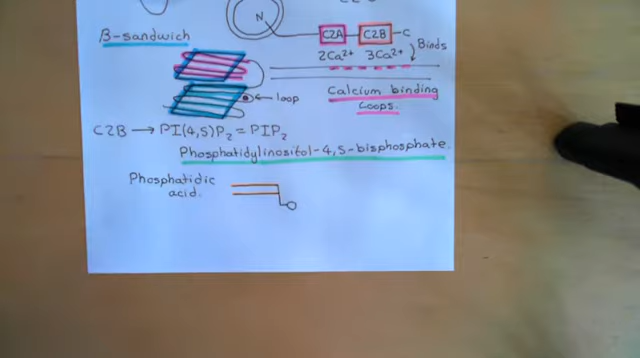 N
C2A
C2B
C
β-sandwich
2Ca²⁺ 3Ca²⁺
Binds
loop
Calcium binding
Loops.
C2B → PI(4,5)P₂ = PIP₂
Phosphatidylinositol-4,5-bisphosphate.
Phosphatidic
acid.